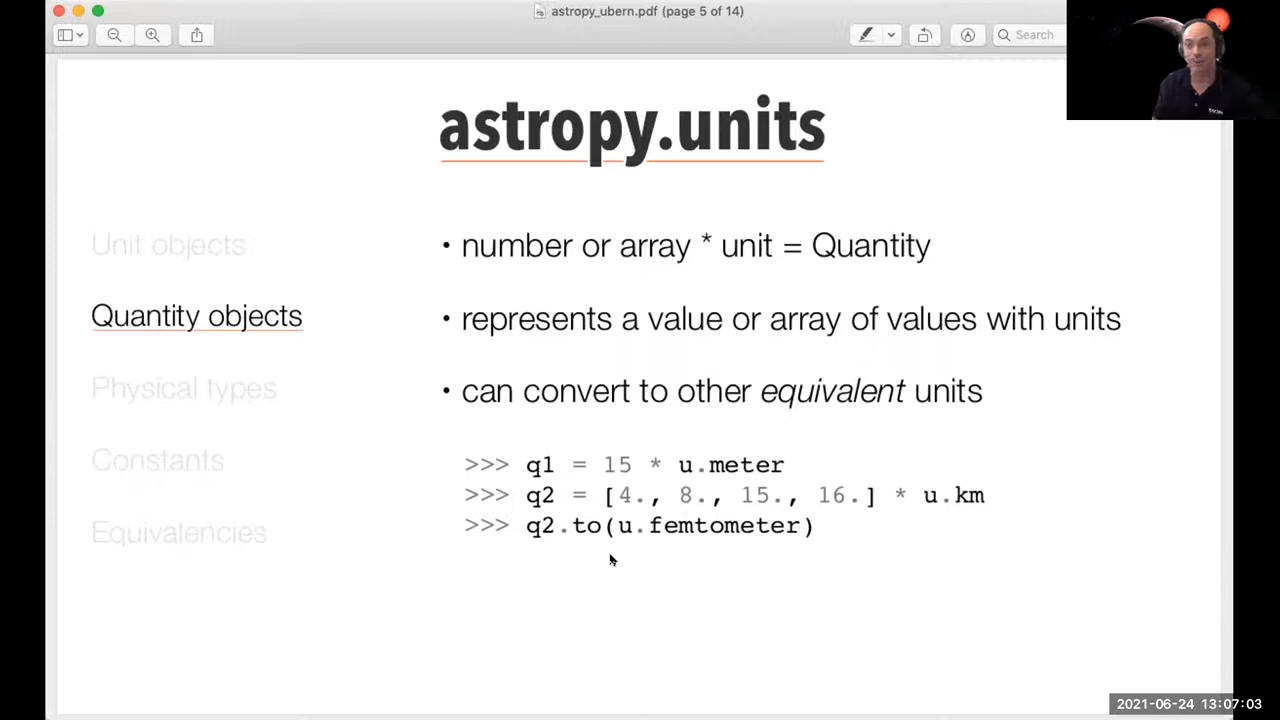 astropy_ubern.pdf (page 5 of 14)
Search
astropy.units
Unit objects
Quantity objects
Physical types
Constants
Equivalencies
• number or array * unit = Quantity
• represents a value or array of values with units
• can convert to other equivalent units
>>> q1 = 15 * u.meter
>>> q2 = [4., 8., 15., 16.] * u.km
>>> q2.to(u.femtometer)
2021-06-24 13:07:03